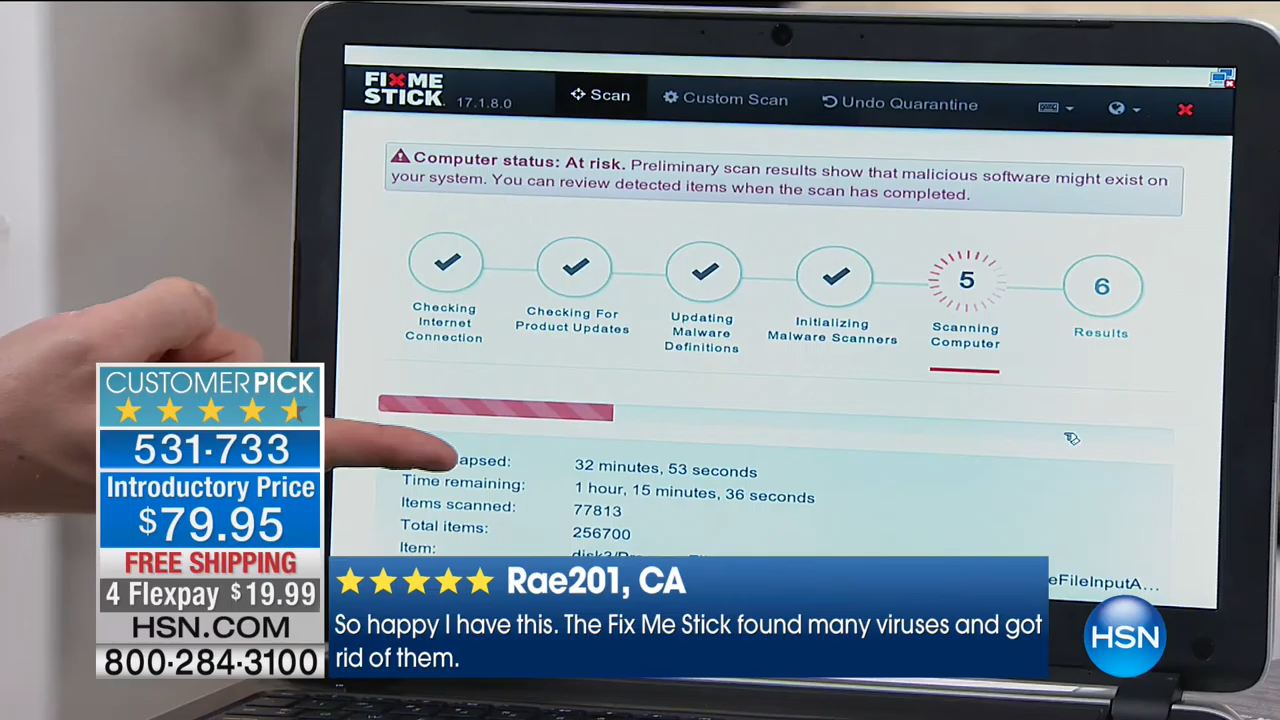 FIXME
STICK 17.1.8.0
Scan
Custom Scan
Undo Quarantine
Computer status: At risk. Preliminary scan results show that malicious software might exist on
your system. You can review detected items when the scan has completed.
Checking
Internet
Connection
Checking For
Product Updates
Updating
Malware
Definitions
Initializing
Malware Scanners
5
Scanning
Computer
6
Results
apsed: 32 minutes, 53 seconds
Time remaining: 1 hour, 15 minutes, 36 seconds
Items scanned: 77813
Total items: 256700
Item:
eFileInputA...
CUSTOMER PICK
531-733
Introductory Price
$79.95
FREE SHIPPING
4 Flexpay $19.99
HSN.COM
800-284-3100
Rae201, CA
So happy I have this. The Fix Me Stick found many viruses and got
rid of them.
HSN